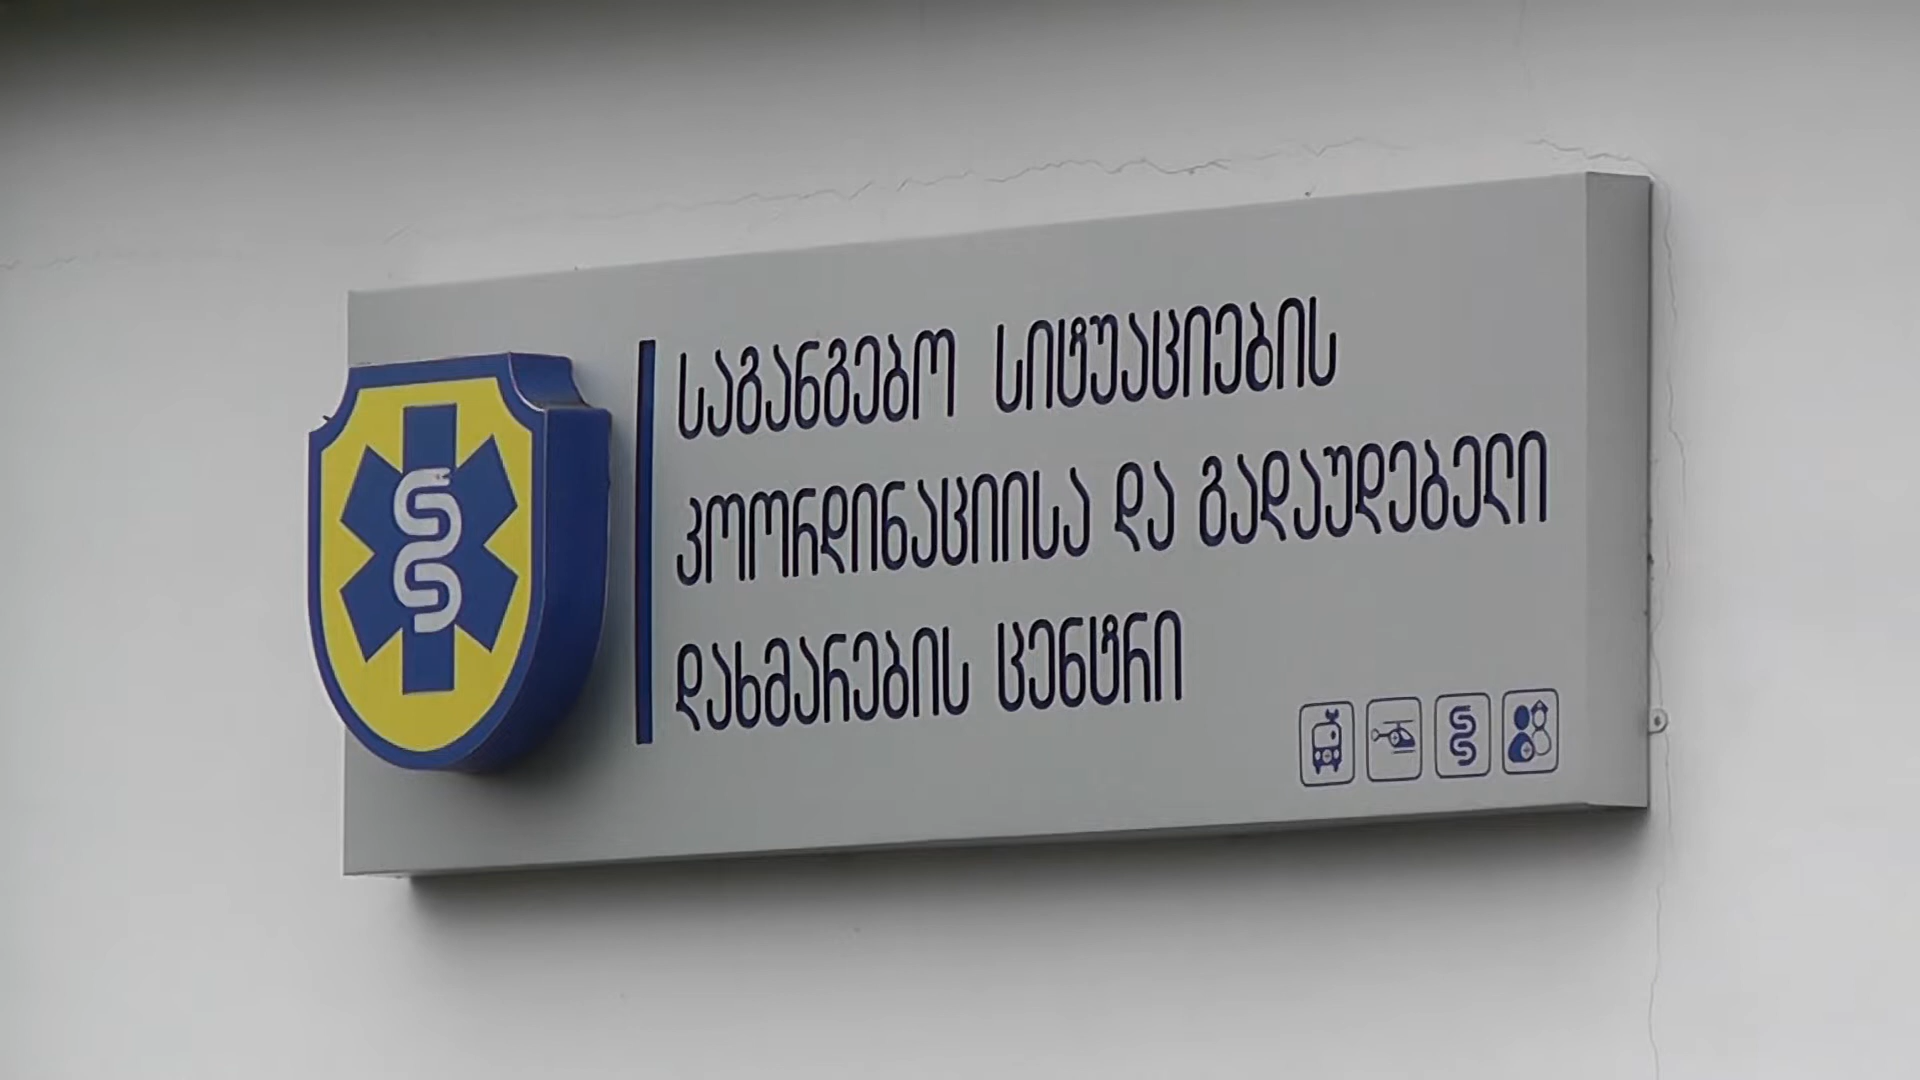 საგანგებო სიტუაციების
კოორდინაციისა და გადაუდებელი
დახმარების ცენტრი